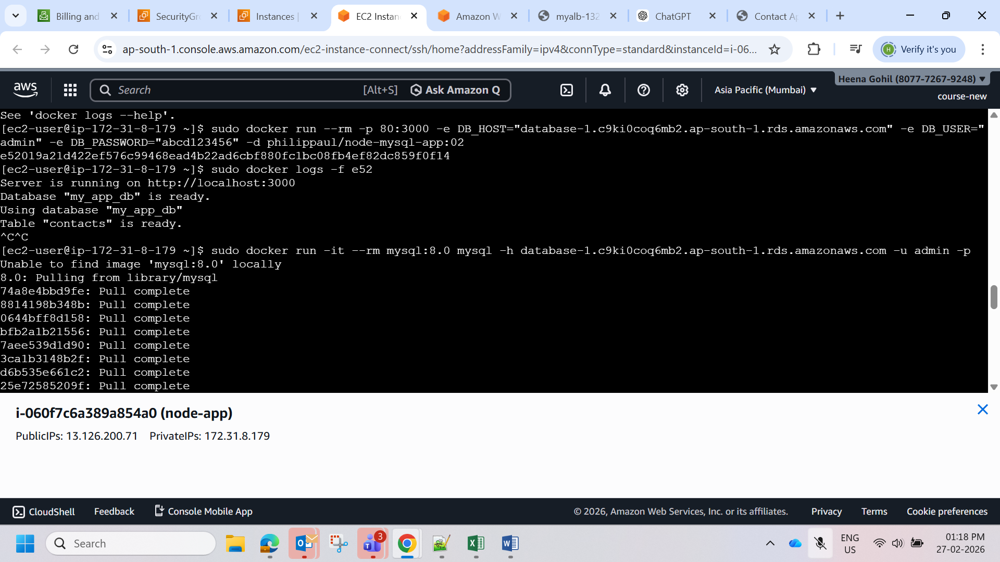 Billing and
SecurityGr
Instances |
EC2 Instan
Amazon W
myalb-132
ChatGPT
Contact Ap
ap-south-1.console.aws.amazon.com/ec2-instance-connect/ssh/home?addressFamily=ipv4&connType=standard&instanceId=i-06...
H
Verify it's you
aws
Search
[Alt+S]
Ask Amazon Q
Asia Pacific (Mumbai) ▼
Heena Gohil (8077-7267-9248) ▼
course-new
See 'docker logs --help'.
[ec2-user@ip-172-31-8-179 ~]$ sudo docker run --rm -p 80:3000 -e DB_HOST="database-1.c9ki0coq6mb2.ap-south-1.rds.amazonaws.com" -e DB_USER="
admin" -e DB_PASSWORD="abcd123456" -d philippaul/node-mysql-app:02
e52019a21d422ef576c99468ead4b22ad6cbf880fc1bc08fb4ef82dc859f0f14
[ec2-user@ip-172-31-8-179 ~]$ sudo docker logs -f e52
Server is running on http://localhost:3000
Database "my_app_db" is ready.
Using database "my_app_db"
Table "contacts" is ready.
^C^C
[ec2-user@ip-172-31-8-179 ~]$ sudo docker run -it --rm mysql:8.0 mysql -h database-1.c9ki0coq6mb2.ap-south-1.rds.amazonaws.com -u admin -p
Unable to find image 'mysql:8.0' locally
8.0: Pulling from library/mysql
74a8e4bbd9fe: Pull complete
8814198b348b: Pull complete
0644bff8d158: Pull complete
bfb2a1b21556: Pull complete
7aee539d1d90: Pull complete
3ca1b3148b2f: Pull complete
d6b535e661c2: Pull complete
25e72585209f: Pull complete
i-060f7c6a389a854a0 (node-app)
PublicIPs: 13.126.200.71 PrivateIPs: 172.31.8.179
CloudShell
Feedback
Console Mobile App
© 2026, Amazon Web Services, Inc. or its affiliates.
Privacy
Terms
Cookie preferences
Search
3
ENG
US
01:18 PM
27-02-2026